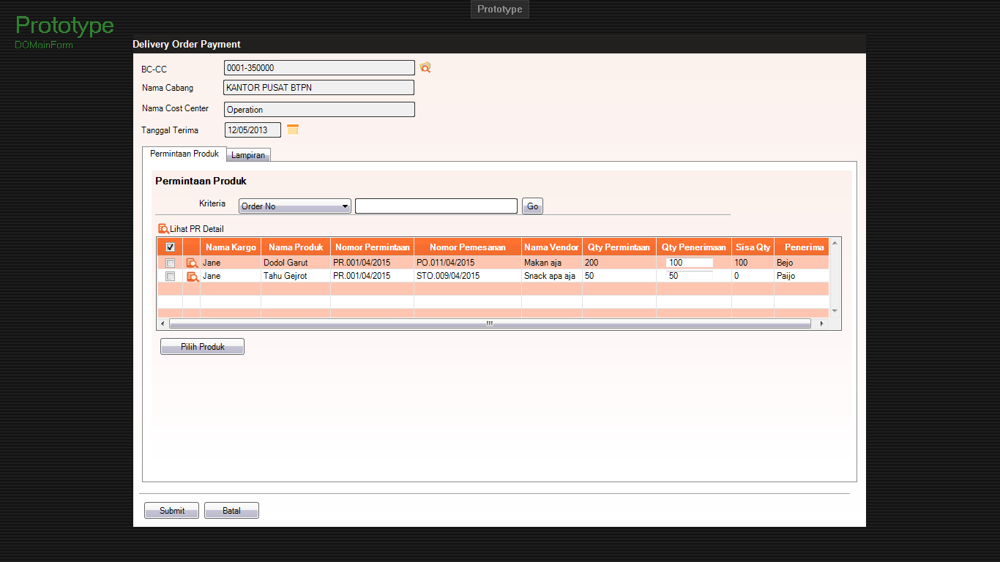 Prototype
Prototype
DOMainForm
Delivery Order Payment
BC-CC 0001-350000
Nama Cabang KANTOR PUSAT BTPN
Nama Cost Center Operation
Tanggal Terima 12/05/2013
Permintaan Produk Lampiran
Permintaan Produk
Kriteria Order No Go
Lihat PR Detail
Nama Kargo Nama Produk Nomor Permintaan Nomor Pemesanan Nama Vendor Qty Permintaan Qty Penerimaan Sisa Qty Penerima
Jane Dodol Garut PR.001/04/2015 PO.011/04/2015 Makan aja 200 100 100 Bejo
Jane Tahu Gejrot PR.001/04/2015 STO.009/04/2015 Snack apa aja 50 50 0 Paijo
Pilih Produk
Submit Batal